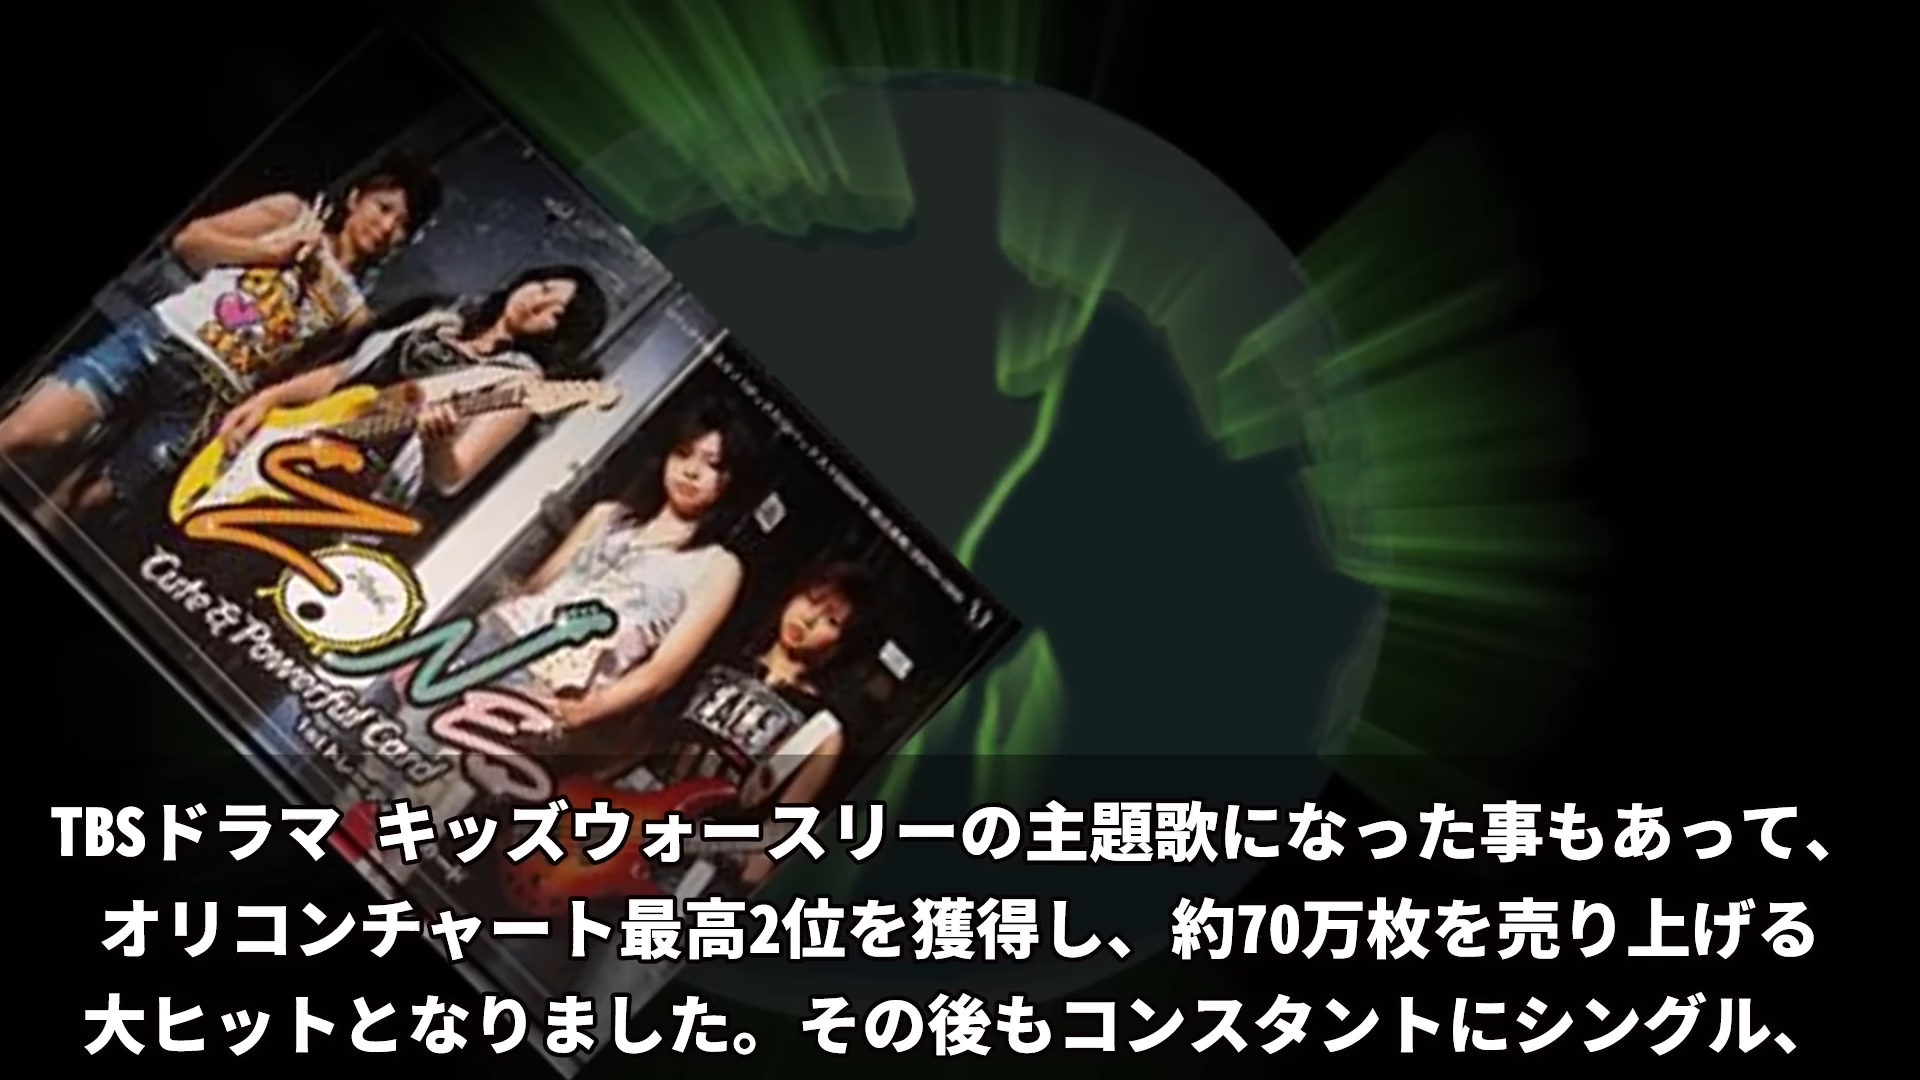 ZONE
Cute & Powerful Card
TBSドラマ キッズウォースリーの主題歌になった事もあって、
オリコンチャート最高2位を獲得し、約70万枚を売り上げる
大ヒットとなりました。その後もコンスタントにシングル、